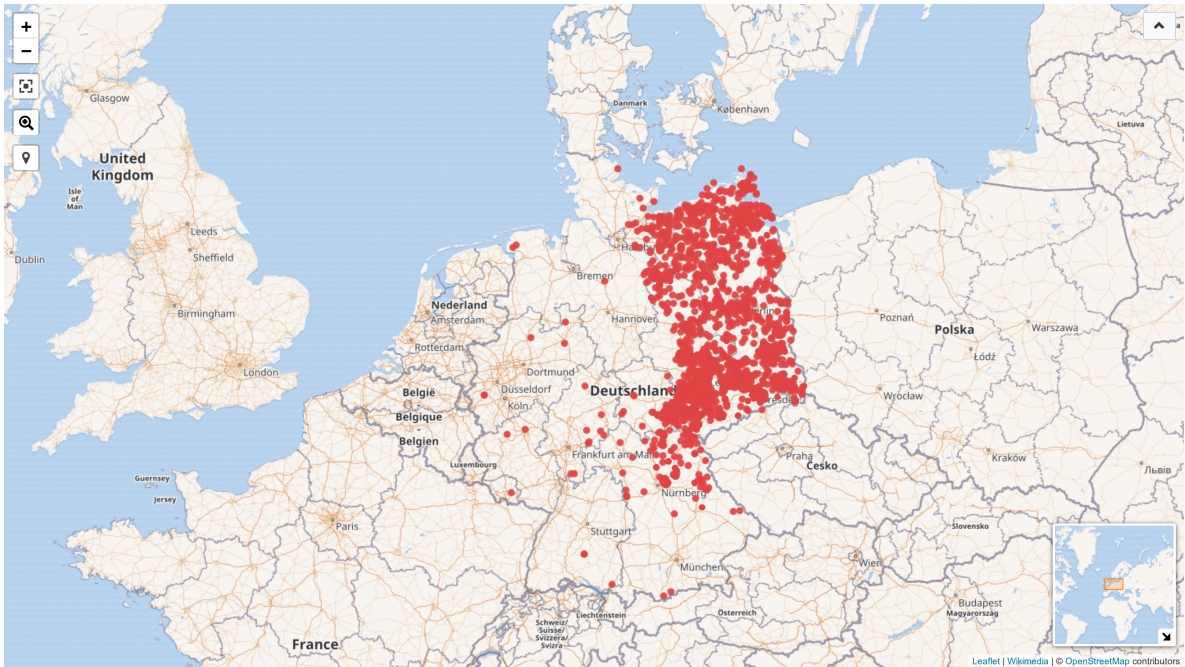 +
−
Glasgow
United
Kingdom
Isle
of
Man
Dublin
Leeds
Sheffield
Birmingham
London
Guernsey
Jersey
Paris
France
Danmark
København
Lietuva
Bremen
Hannover
Nederland
Amsterdam
Rotterdam
Dortmund
Düsseldorf
Köln
Deutschland
België
-
Belgique
-
Belgien
Luxembourg
Frankfurt am Main
Nürnberg
Stuttgart
München
Schweiz/
Suisse/
Svizzera/
Svizra
Liechtenstein
Österreich
Wien
Praha
Česko
Poznań
Polska
Warszawa
Łódź
Wrocław
Kraków
Львів
Slovensko
Budapest
Magyarország
Leaflet | Wikimedia | © OpenStreetMap contributors